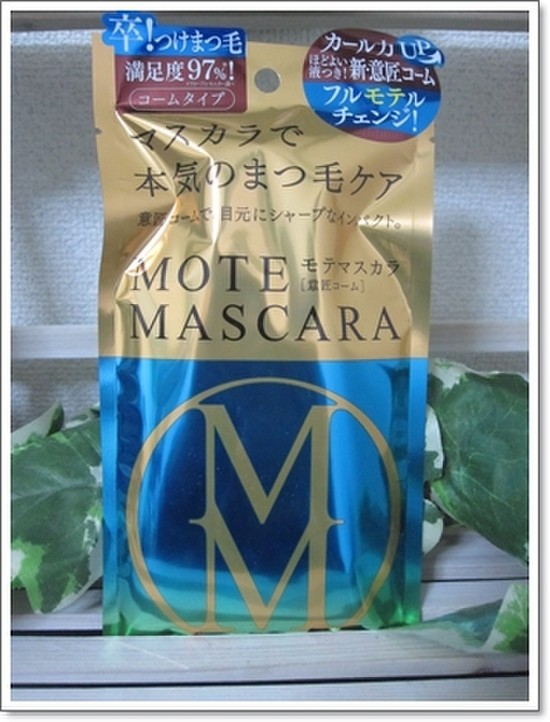 卒!つけまつ毛
満足度97%!
コームタイプ
カール力UP
ほどよい
液つき!新・意匠コーム
フルモテル
チェンジ!
マスカラで
本気のまつ毛ケア
意匠コームで、目元にシャープなインパクト。
MOTE
モテマスカラ
[意匠コーム]
MASCARA
M
M